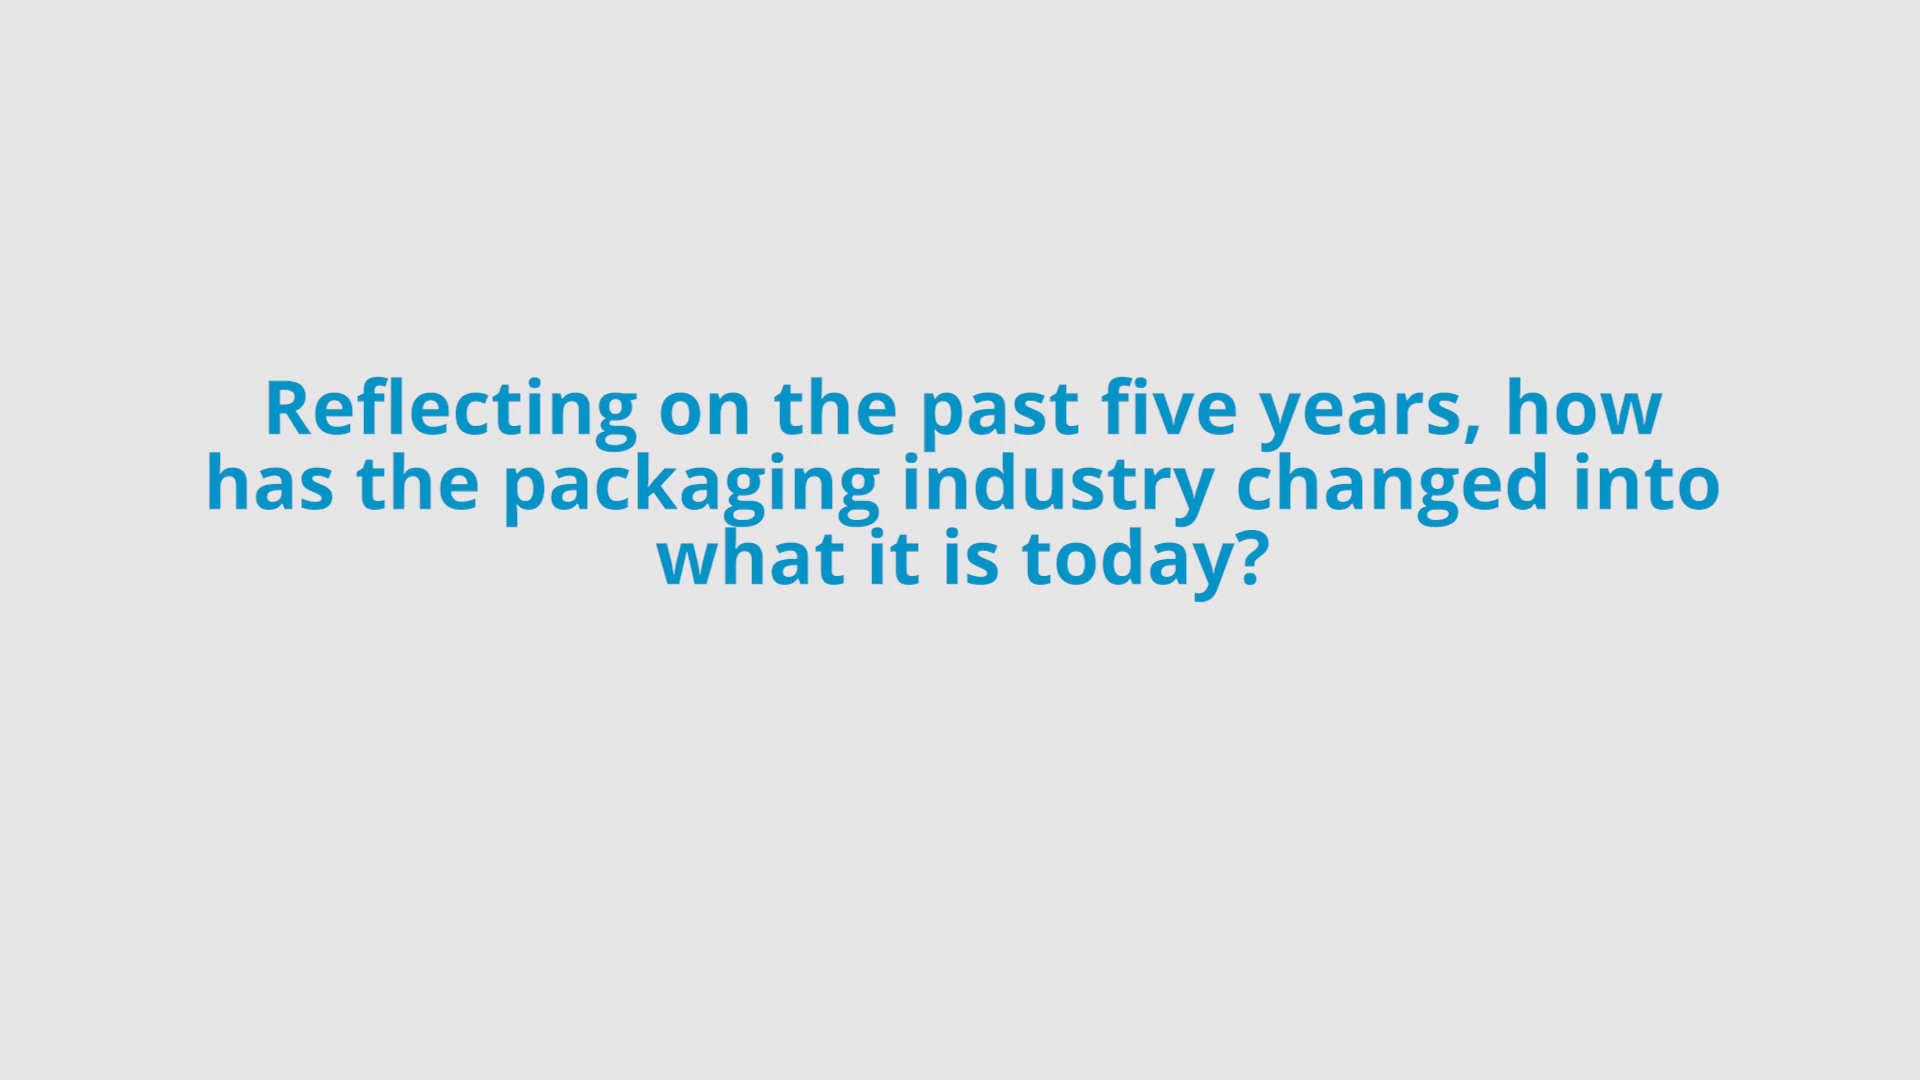 Reflecting on the past five years, how
has the packaging industry changed into
what it is today?